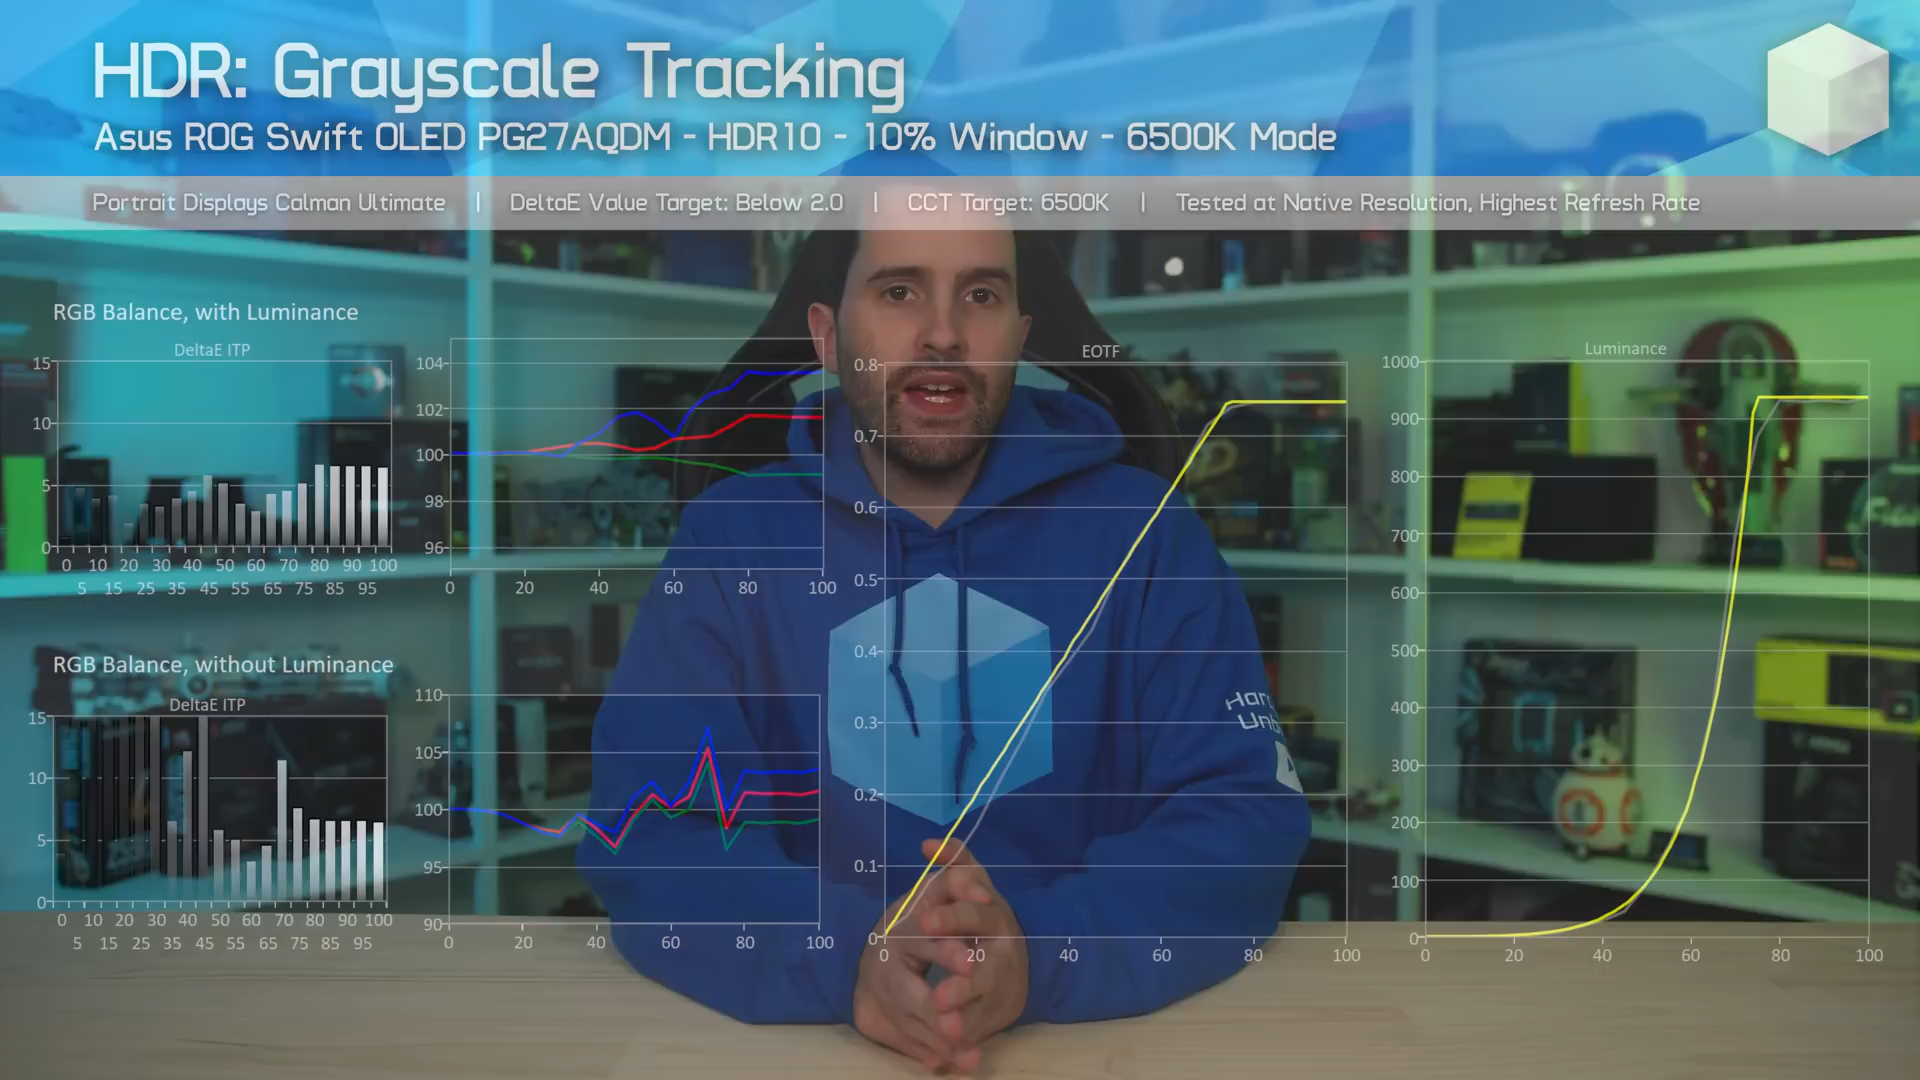 HDR: Grayscale Tracking
Asus ROG Swift OLED PG27AQDM - HDR10 - 10% Window - 6500K Mode
Portrait Displays Calman Ultimate | DeltaE Value Target: Below 2.0 | CCT Target: 6500K | Tested at Native Resolution, Highest Refresh Rate
RGB Balance, with Luminance
DeltaE ITP
15
10
5
0
0 10 20 30 40 50 60 70 80 90 100
5 15 25 35 45 55 65 75 85 95
104
102
100
98
96
0 20 40 60 80 100
EOTF
0.8
0.7
0.6
0.5
0.4
0.3
0.2
0.1
0
0 20 40 60 80 100
Luminance
1000
900
800
700
600
500
400
300
200
100
0
0 20 40 60 80 100
RGB Balance, without Luminance
DeltaE ITP
15
10
5
0
0 10 20 30 40 50 60 70 80 90 100
5 15 25 35 45 55 65 75 85 95
110
105
100
95
90
0 20 40 60 80 100